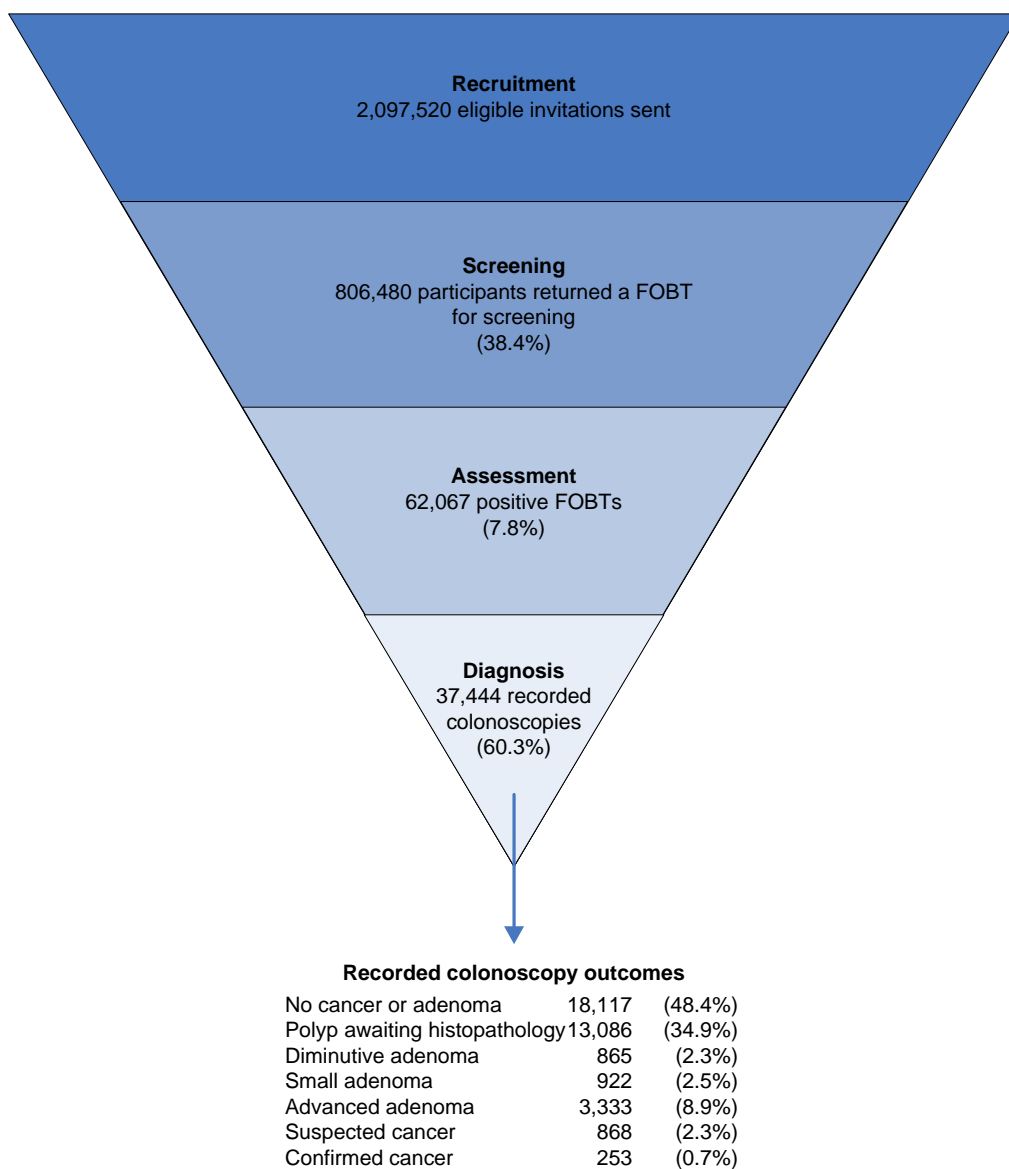 Recruitment
2,097,520 eligible invitations sent
Screening
806,480 participants returned a FOBT
for screening
(38.4%)
Assessment
62,067 positive FOBTs
(7.8%)
Diagnosis
37,444 recorded
colonoscopies
(60.3%)
Recorded colonoscopy outcomes
No cancer or adenoma 18,117 (48.4%)
Polyp awaiting histopathology 13,086 (34.9%)
Diminutive adenoma 865 (2.3%)
Small adenoma 922 (2.5%)
Advanced adenoma 3,333 (8.9%)
Suspected cancer 868 (2.3%)
Confirmed cancer 253 (0.7%)